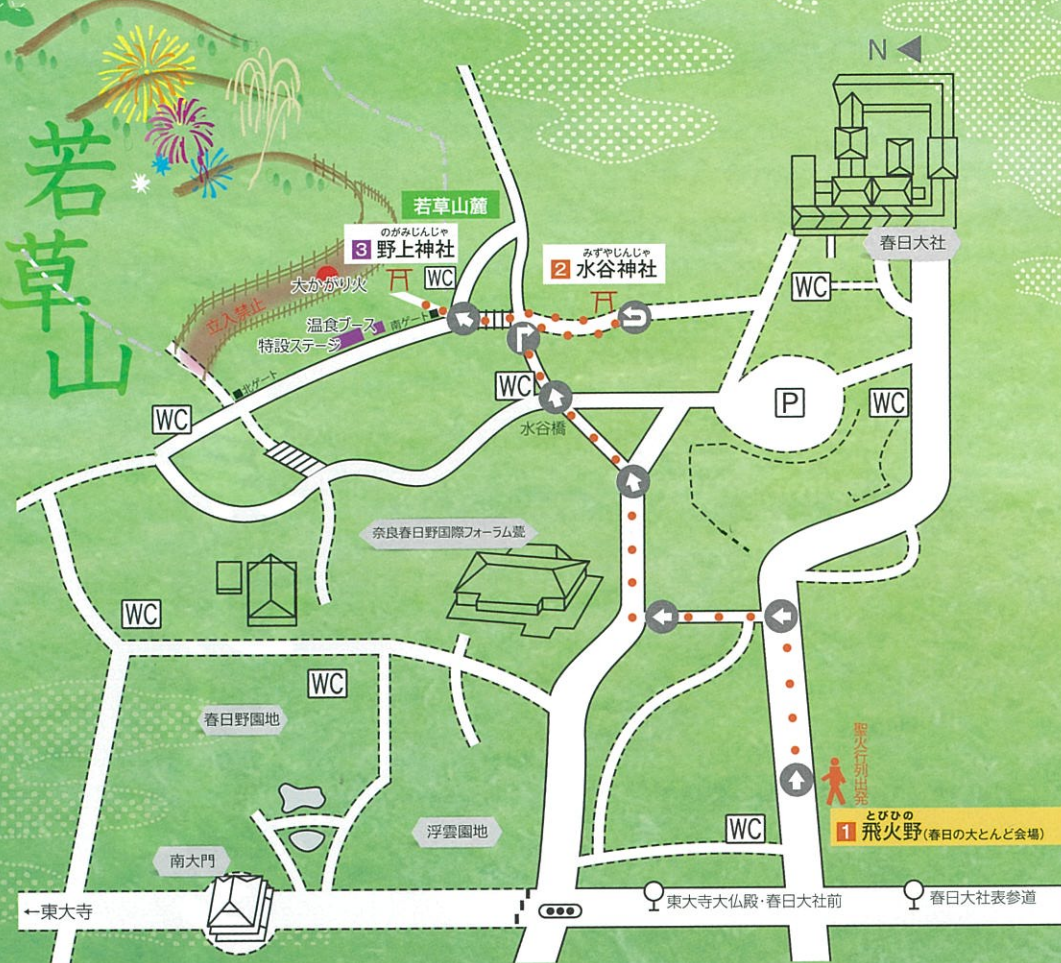 N
若草山
若草山麓
のがみじんじゃ
3 野上神社
WC
みずやじんじゃ
2 水谷神社
春日大社
WC
大かがり火
立入禁止
温食ブース
特設ステージ
南ゲート
北ゲート
WC
WC
P
WC
水谷橋
奈良春日野国際フォーラム甍
WC
WC
春日野園地
聖火行列出発
とびひの
1 飛火野(春日の大とんど会場)
WC
浮雲園地
南大門
←東大寺
東大寺大仏殿・春日大社前
春日大社表参道